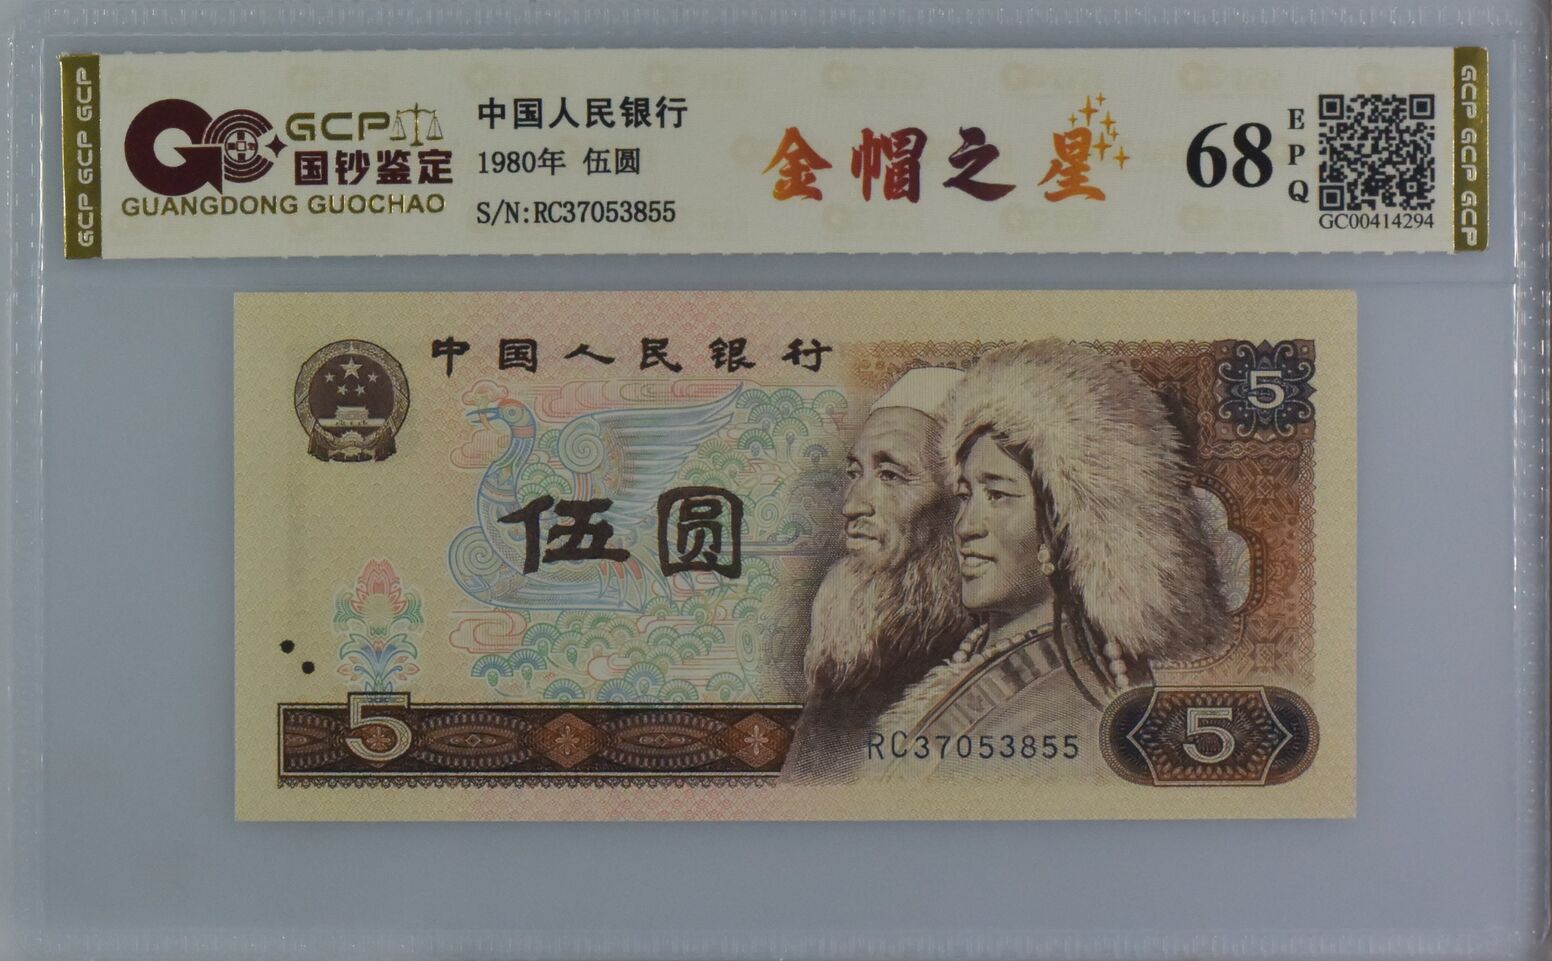 GCP GCP GCP
GCP
国钞鉴定
GUANGDONG GUOCHAO
中国人民银行
1980年 伍圆
S/N:RC37053855
金帽之星
68
EPQ
GC00414294
GCP GCP GCP
中国人民银行
5
伍圆
5
RC37053855
5